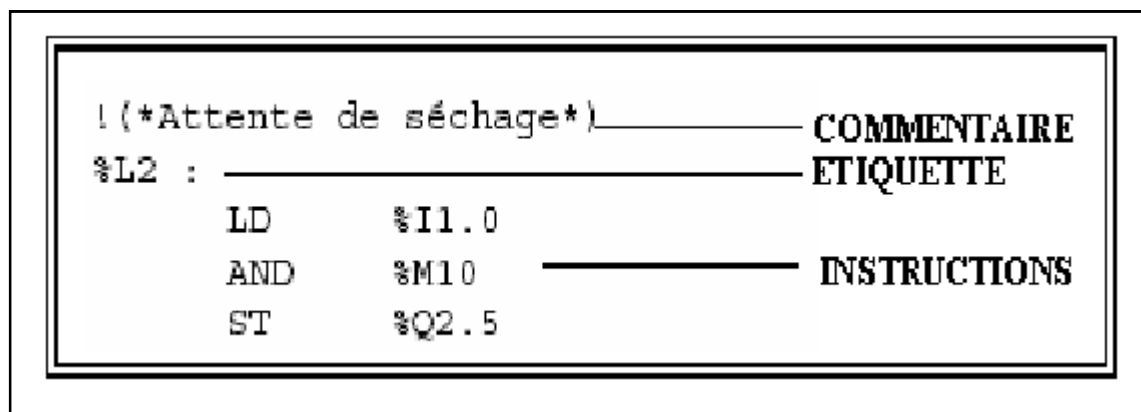 !(*Attente de séchage*) COMMENTAIRE
%L2 : ETIQUETTE
LD %I1.0
AND %M10 INSTRUCTIONS
ST %Q2.5